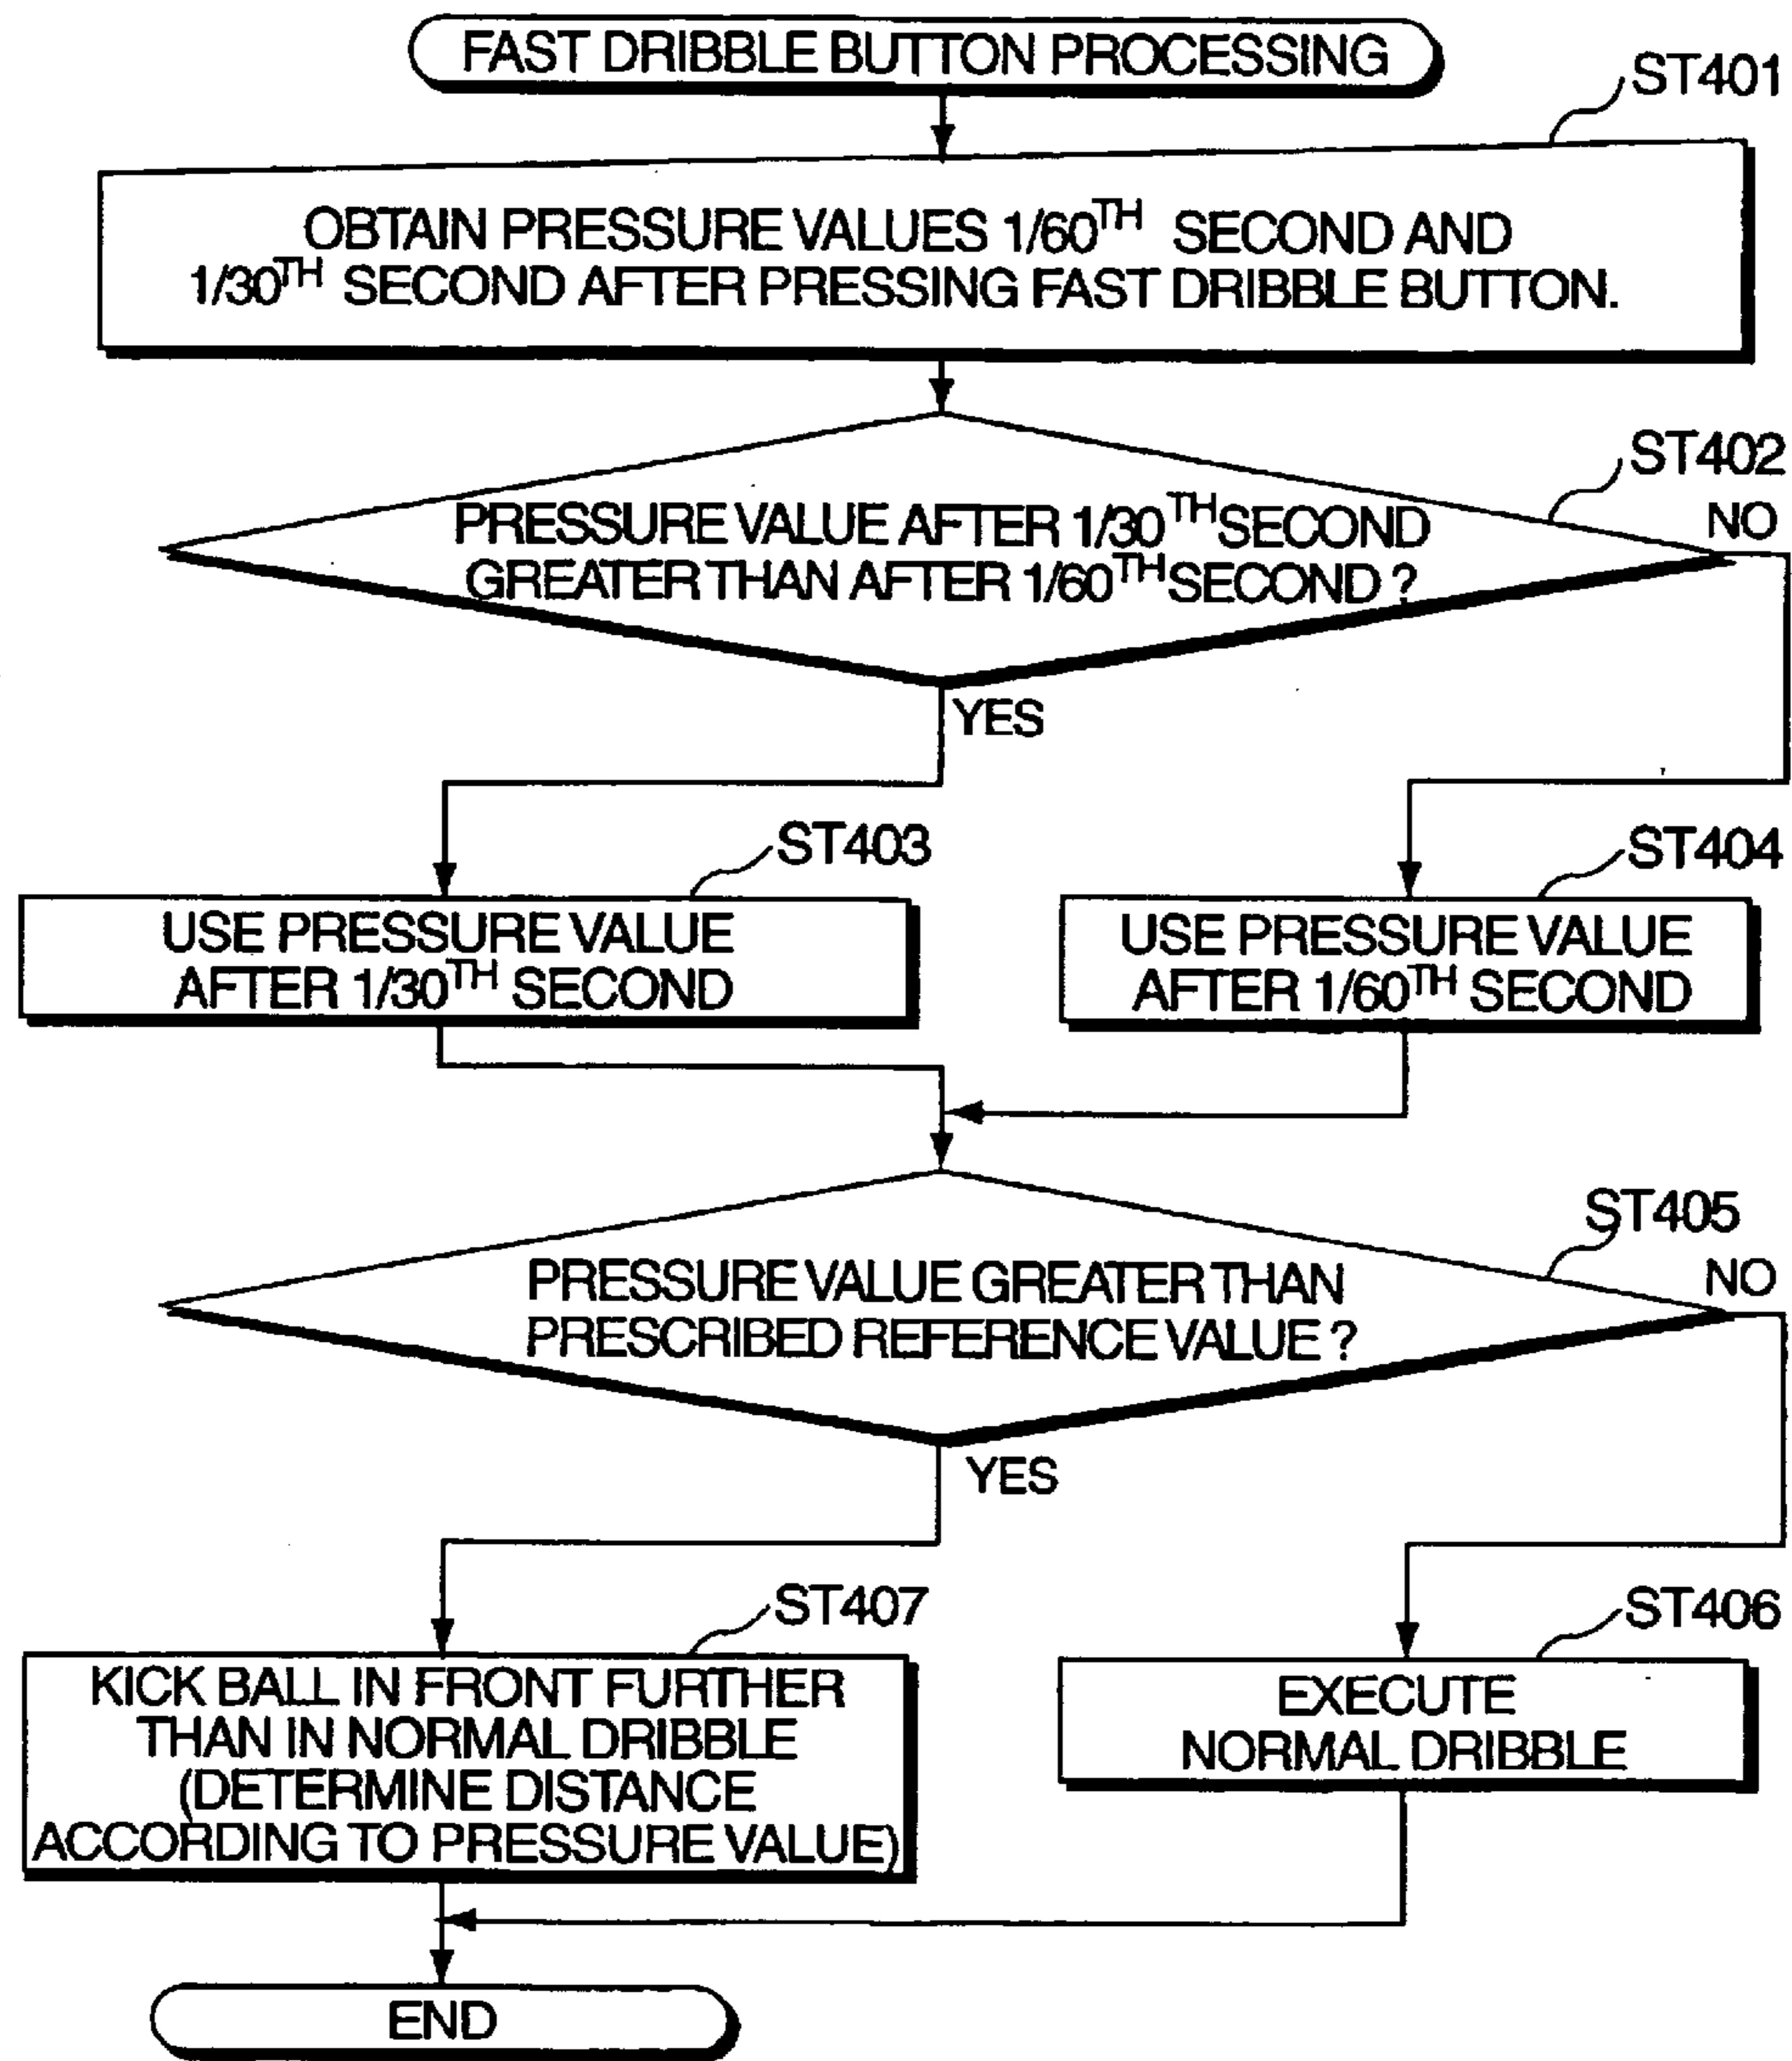 FAST DRIBBLE BUTTON PROCESSING
ST401
OBTAIN PRESSURE VALUES 1/60TH SECOND AND
1/30TH SECOND AFTER PRESSING FAST DRIBBLE BUTTON.
ST402
NO
PRESSURE VALUE AFTER 1/30TH SECOND
GREATER THAN AFTER 1/60TH SECOND ?
YES
ST403
USE PRESSURE VALUE
AFTER 1/30TH SECOND
ST404
USE PRESSURE VALUE
AFTER 1/60TH SECOND
ST405
NO
PRESSURE VALUE GREATER THAN
PRESCRIBED REFERENCE VALUE ?
YES
ST407
KICK BALL IN FRONT FURTHER
THAN IN NORMAL DRIBBLE
(DETERMINE DISTANCE
ACCORDING TO PRESSURE VALUE)
ST406
EXECUTE
NORMAL DRIBBLE
END